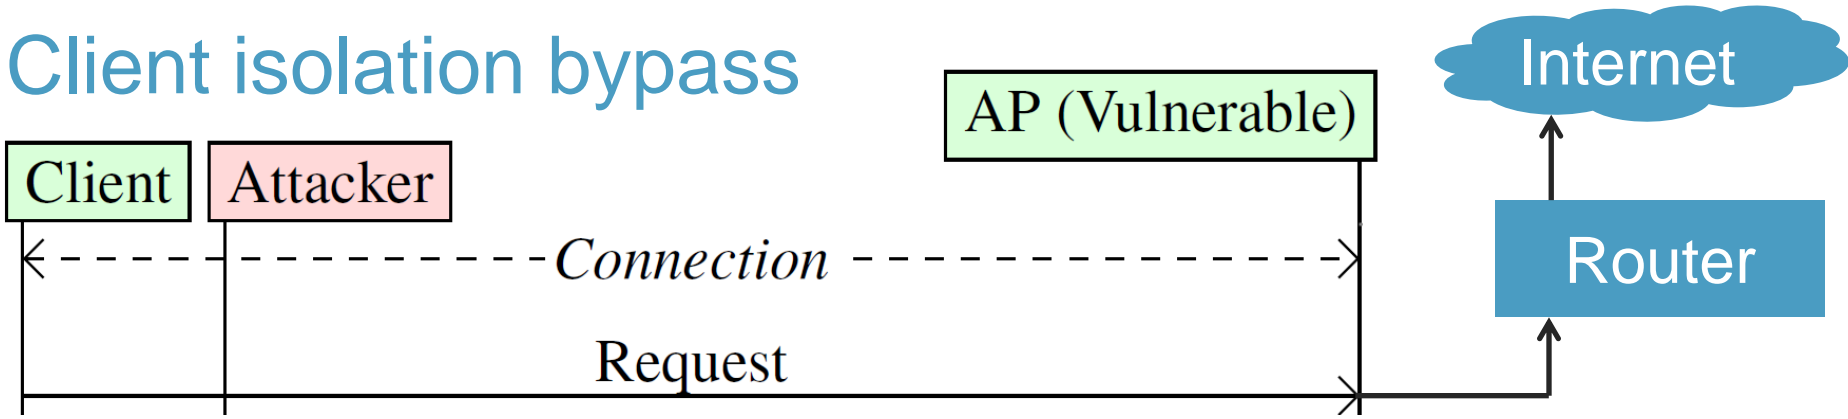 Client isolation bypass
Internet
AP (Vulnerable)
Client
Attacker
Connection
Router
Request